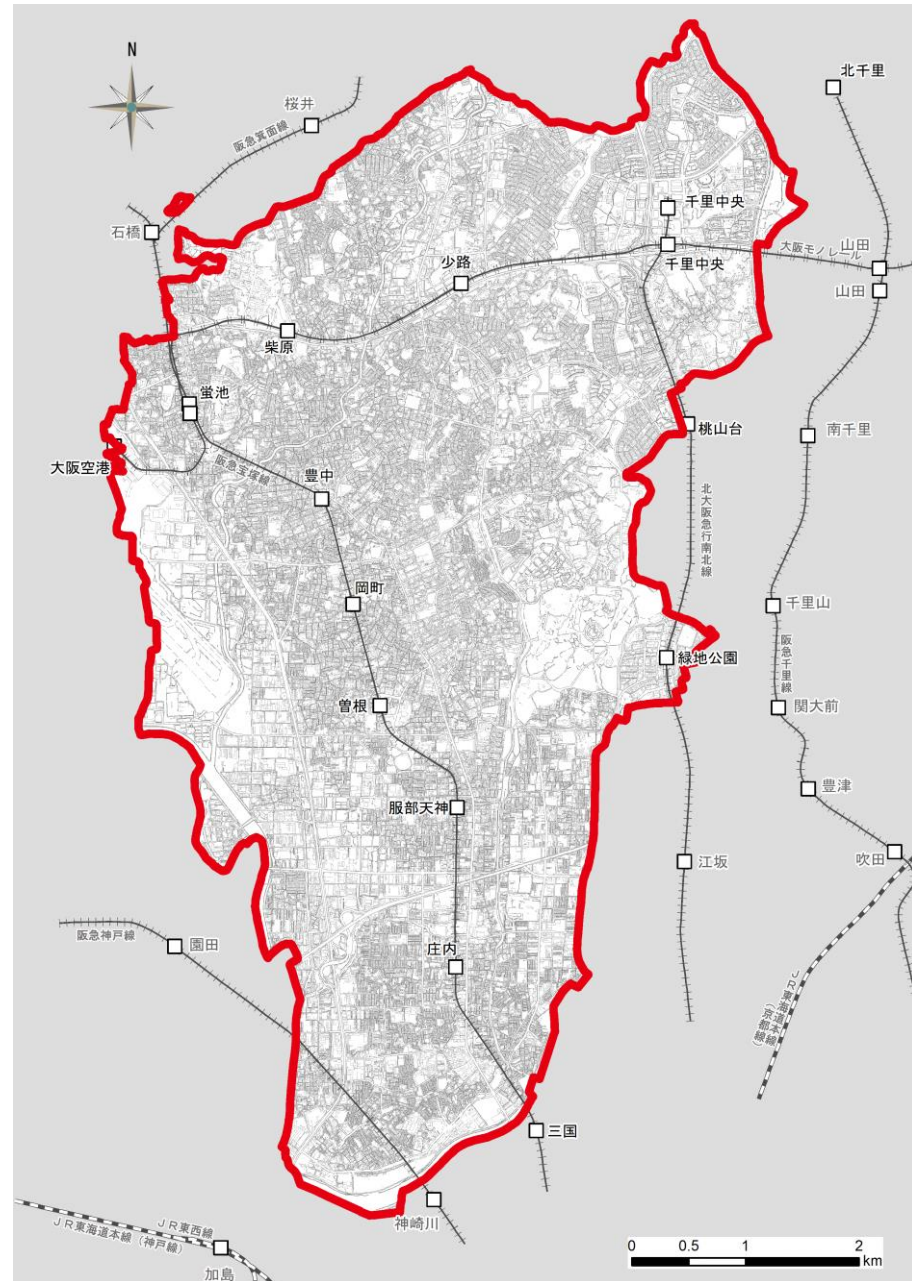 N
北千里
桜井
阪急箕面線
千里中央
石橋
大阪モノレール
山田
少路
千里中央
山田
柴原
蛍池
桃山台
南千里
大阪空港
阪急宝塚線
豊中
北大阪急行南北線
岡町
千里山
阪急千里線
緑地公園
曽根
関大前
豊津
服部天神
江坂
吹田
阪急神戸線
園田
庄内
JR東海道本線
(京都線)
三国
神崎川
JR東西線
JR東海道本線(神戸線)
加島
0 0.5 1 2
km